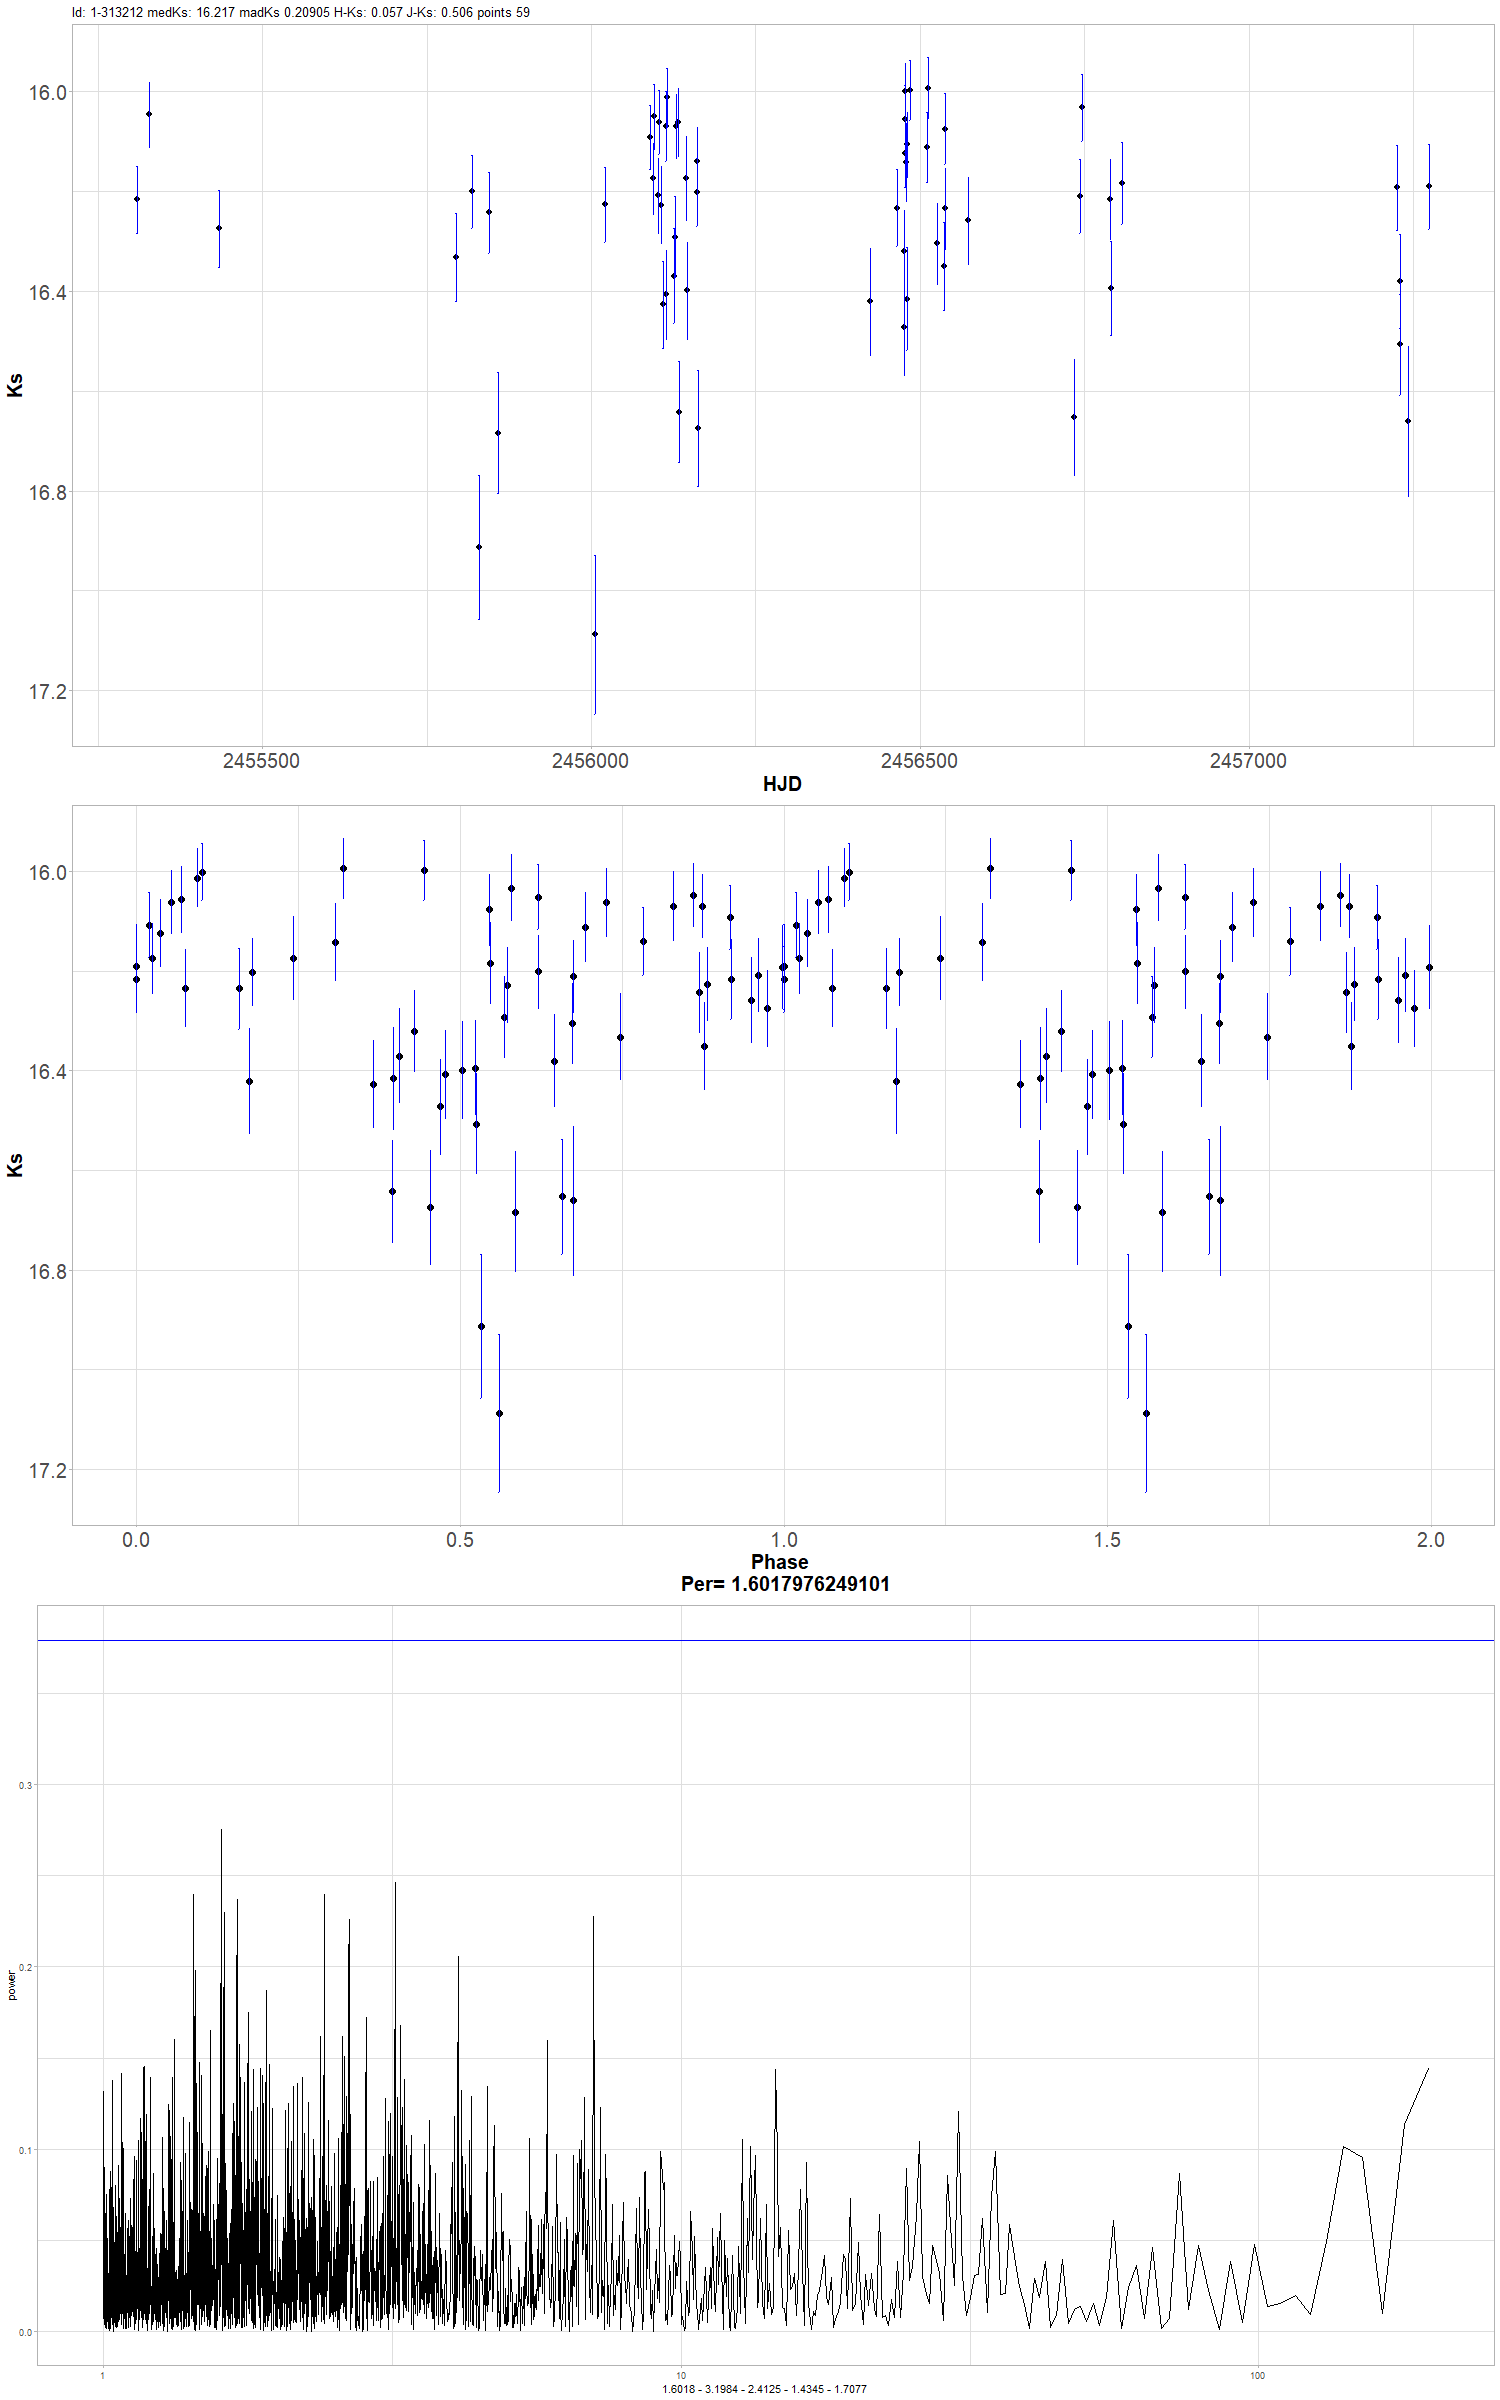 Id: 1-313212 medKs: 16.217 madKs 0.20905 H-Ks: 0.057 J-Ks: 0.506 points 59
16.0
16.4
Ks
16.8
17.2
2455500 2456000 2456500 2457000
HJD
16.0
16.4
Ks
16.8
17.2
0.0 0.5 1.0 1.5 2.0
Phase
Per= 1.6017976249101
0.3
0.2
power
0.1
0.0
1 10 100
1.6018 - 3.1984 - 2.4125 - 1.4345 - 1.7077